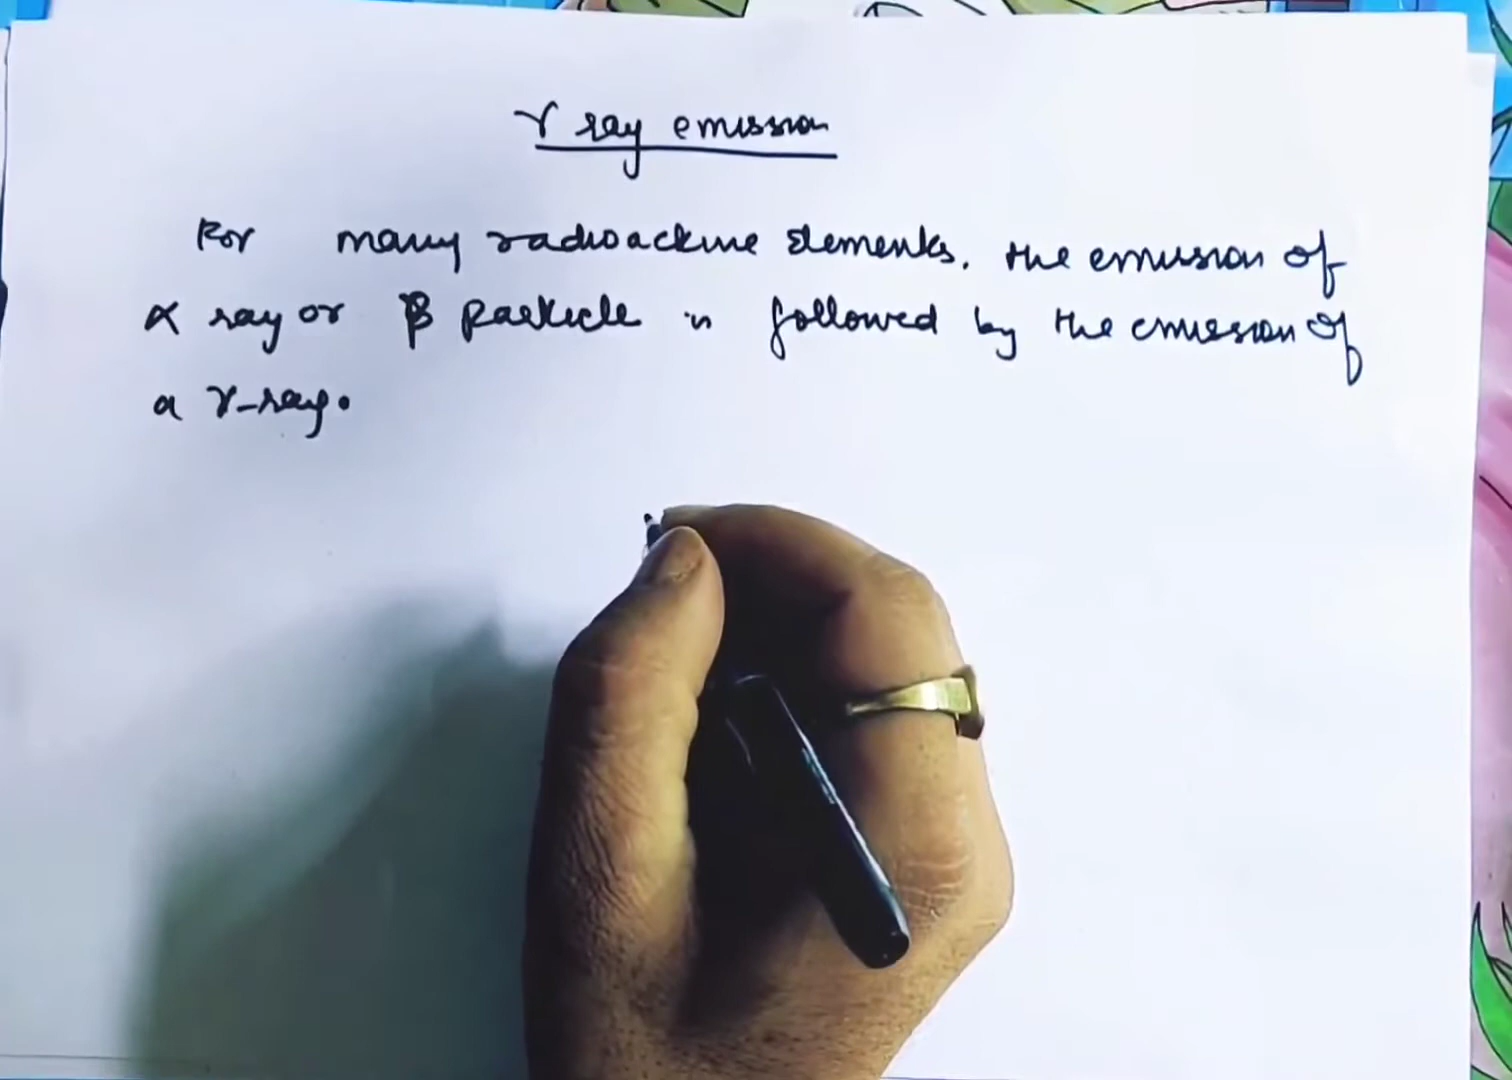 γ ray emission
For many radioactive elements, the emission of
α ray or β particle is followed by the emission of
a γ-ray.